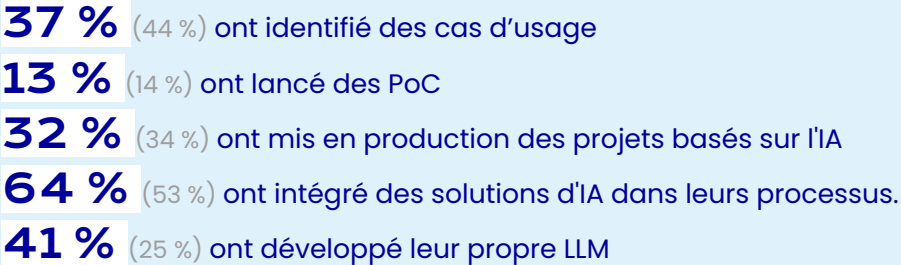 37 % (44 %) ont identifié des cas d’usage
13 % (14 %) ont lancé des PoC
32 % (34 %) ont mis en production des projets basés sur l'IA
64 % (53 %) ont intégré des solutions d'IA dans leurs processus.
41 % (25 %) ont développé leur propre LLM